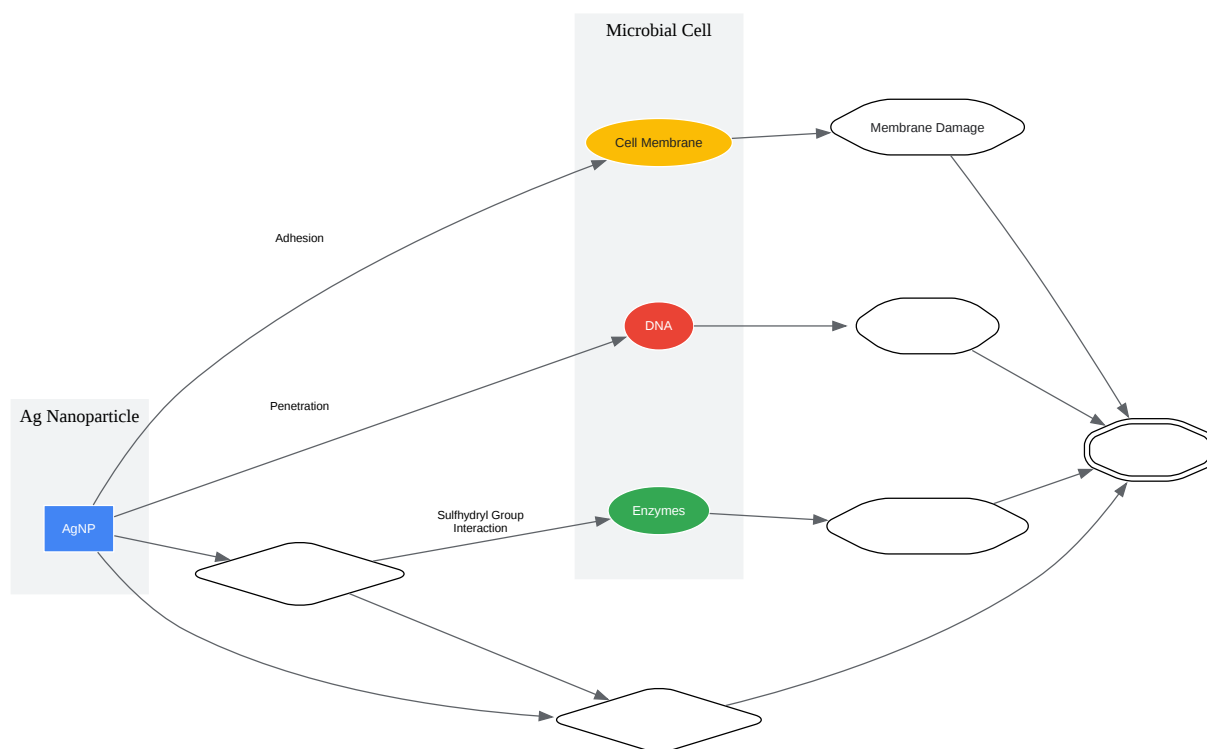 Microbial Cell
Cell Membrane
Membrane Damage
Adhesion
DNA
Penetration
Ag Nanoparticle
AgNP
Sulfhydryl Group
Interaction
Enzymes